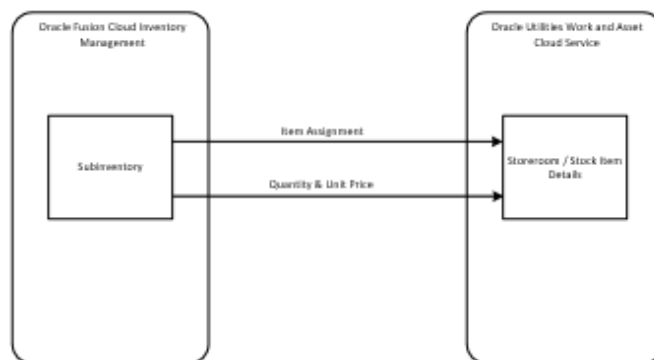 Oracle Fusion Cloud Inventory
Management
Oracle Utilities Work and Asset
Cloud Service
Item Assignment
Subinventory
Storeroom / Stock Item
Details
Quantity & Unit Price